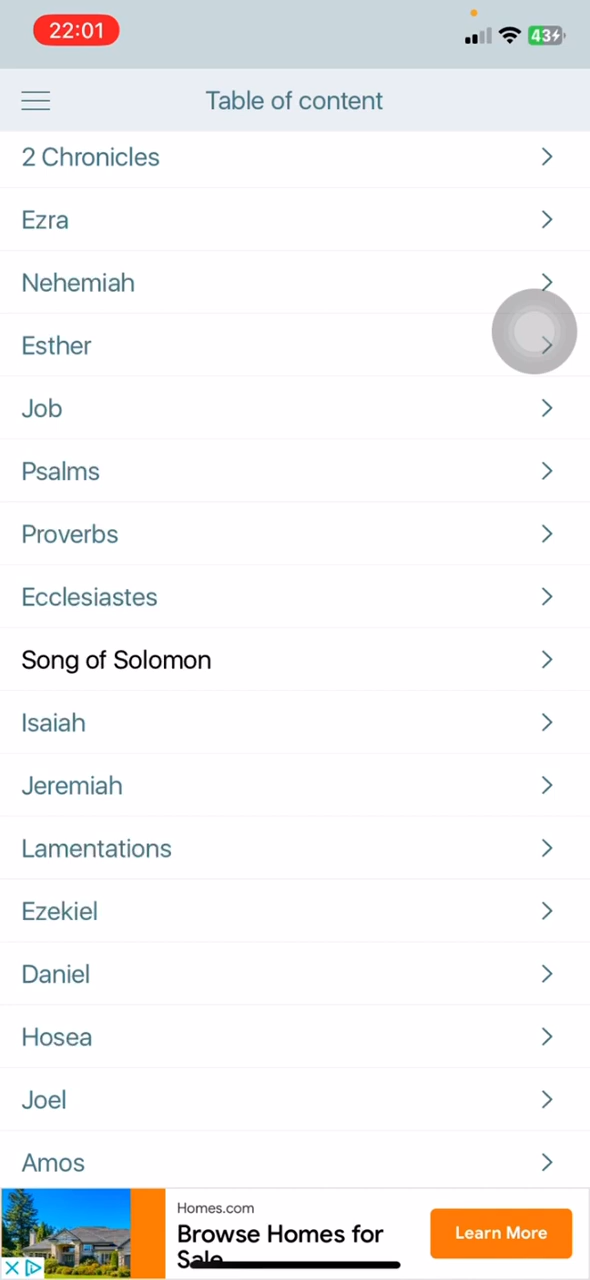 22:01
43
Table of content
2 Chronicles
Ezra
Nehemiah
Esther
Job
Psalms
Proverbs
Ecclesiastes
Song of Solomon
Isaiah
Jeremiah
Lamentations
Ezekiel
Daniel
Hosea
Joel
Amos
Homes.com
Browse Homes for
Sale
Learn More